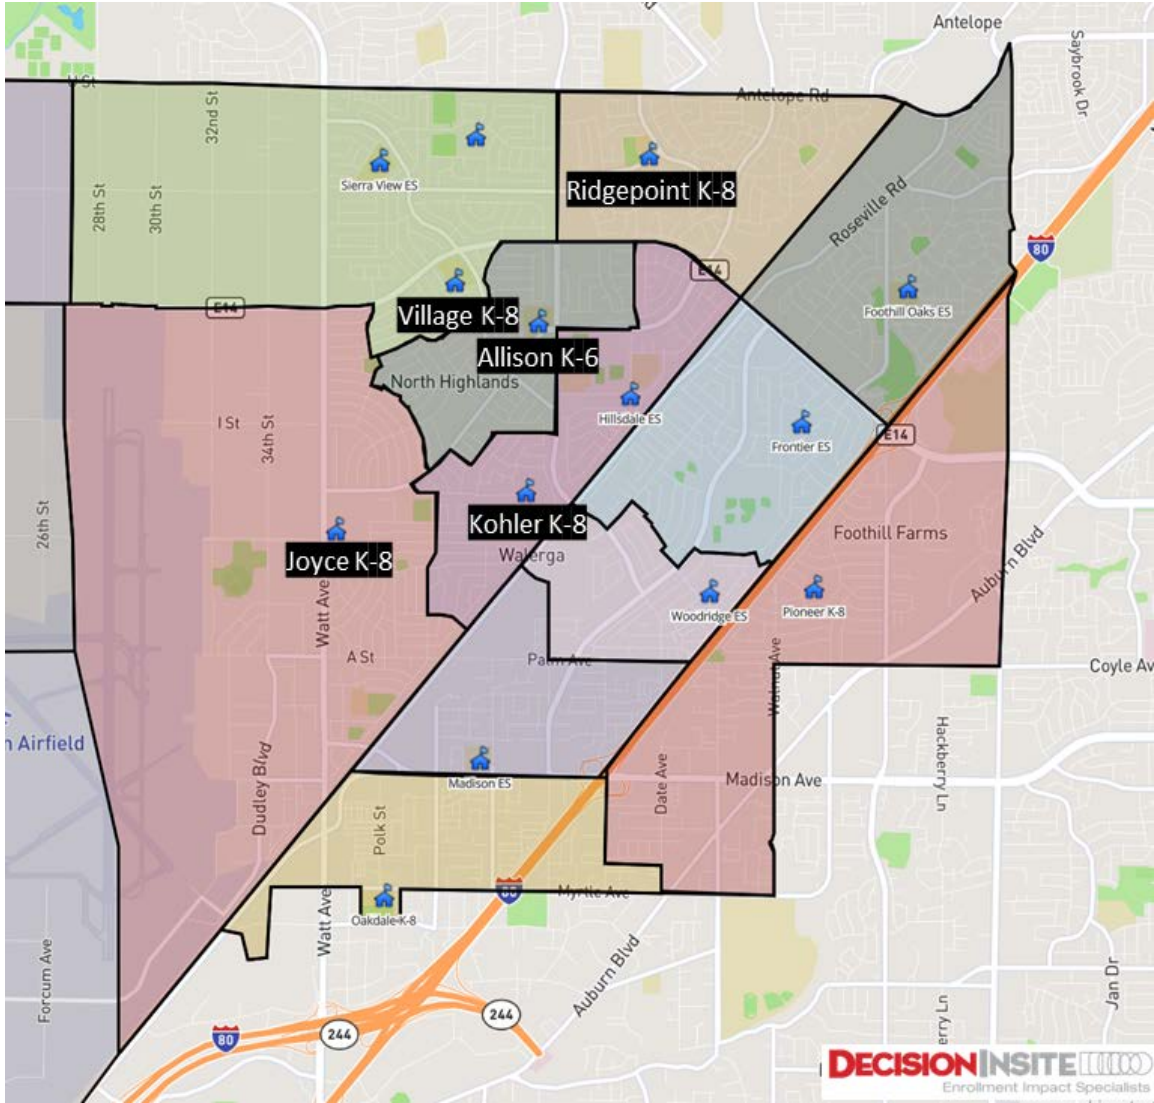 Antelope
Saybrook Dr
U St
Antelope Rd
32nd St
28th St
30th St
Sierra View ES
Ridgepoint K-8
Roseville Rd
80
E14
Foothill Oaks ES
E14
Village K-8
Allison K-6
North Highlands
I St
34th St
Hillsdale ES
Frontier ES
E14
26th St
Kohler K-8
Walerga
Joyce K-8
Foothill Farms
Auburn Blvd
Watt Ave
Woodridge ES
Pioneer K-8
A St
Palm Ave
Walnut Ave
Coyle Av
n Airfield
Dudley Blvd
Madison ES
Date Ave
Madison Ave
Hackberry Ln
Polk St
80
Myrtle Ave
Watt Ave
Oakdale K-8
Forcum Ave
Auburn Blvd
Jan Dr
244
244
80
erry Ln
DECISIONINSITE
Enrollment Impact Specialists